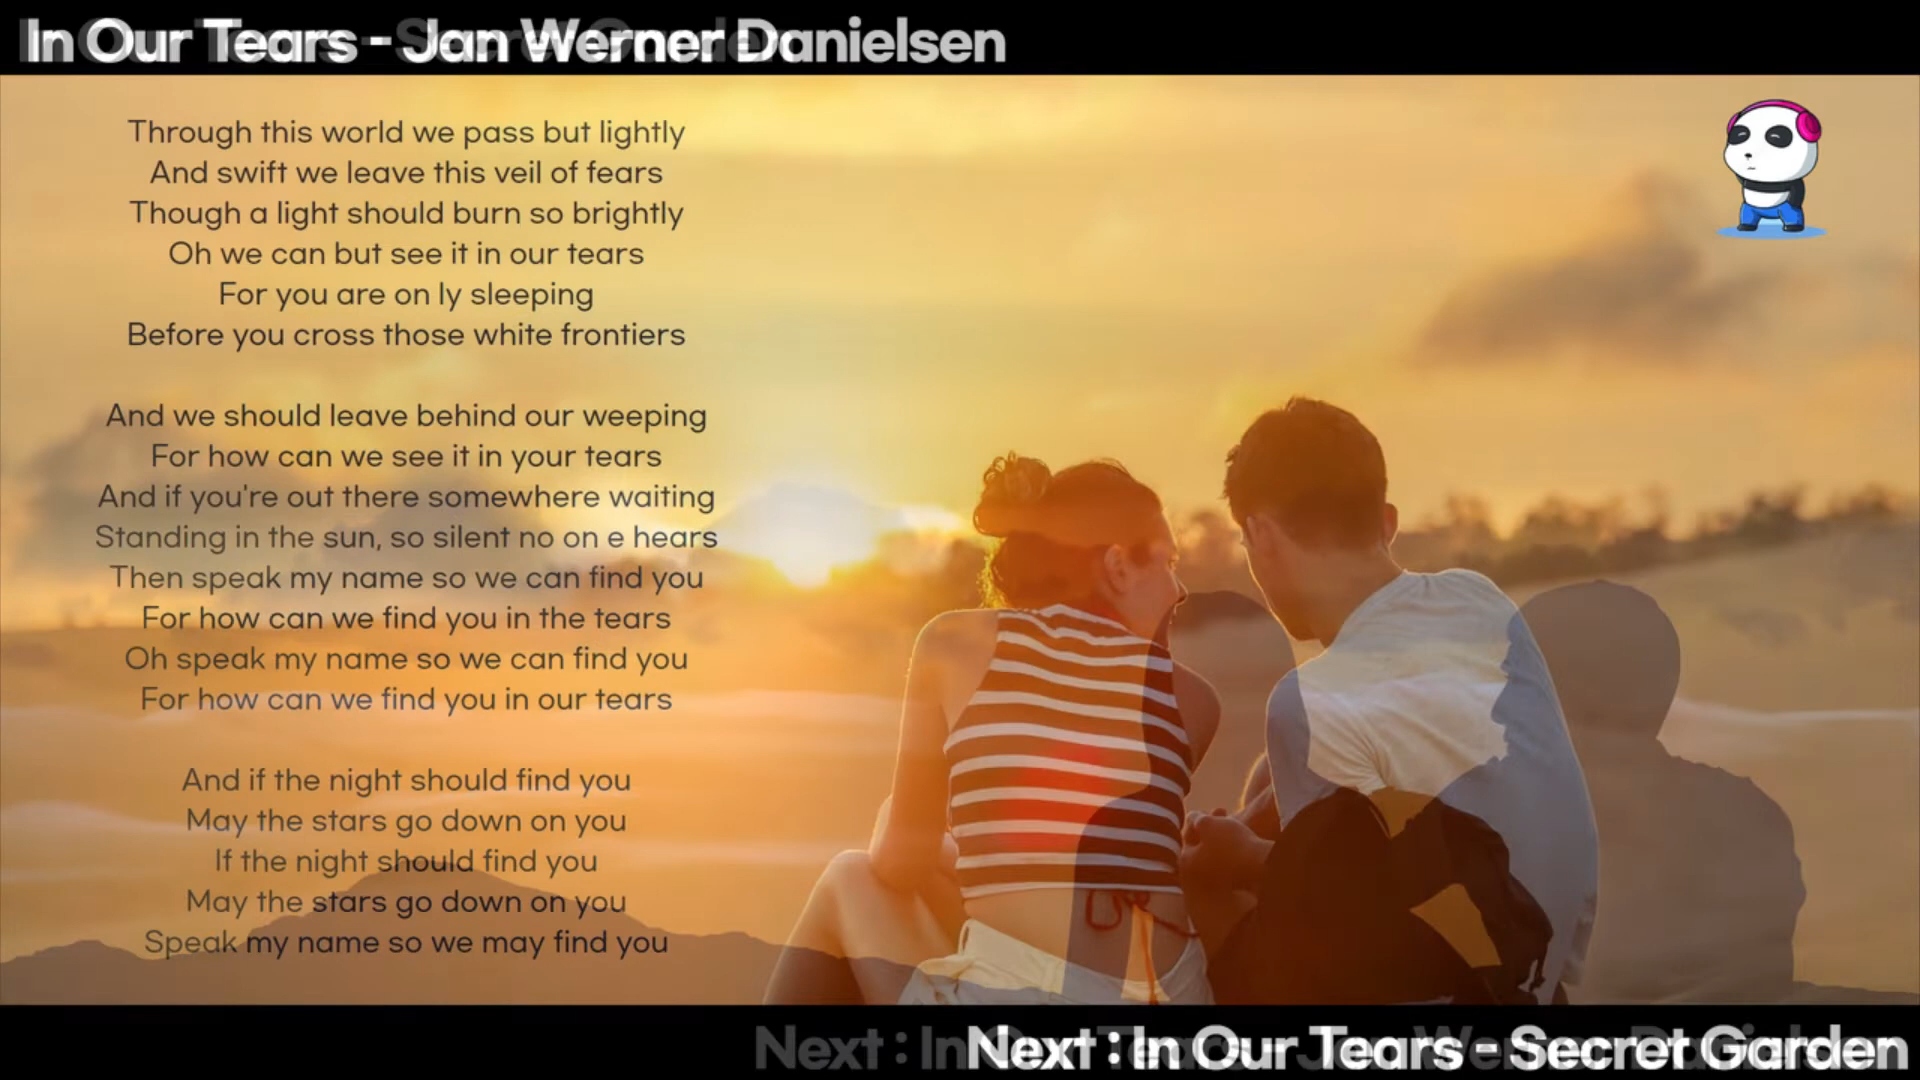 In Our Tears - Jan Werner Danielsen
Through this world we pass but lightly
And swift we leave this veil of fears
Though a light should burn so brightly
Oh we can but see it in our tears
For you are on ly sleeping
Before you cross those white frontiers
And we should leave behind our weeping
For how can we see it in your tears
And if you're out there somewhere waiting
Standing in the sun, so silent no on e hears
Then speak my name so we can find you
For how can we find you in the tears
Oh speak my name so we can find you
For how can we find you in our tears
And if the night should find you
May the stars go down on you
If the night should find you
May the stars go down on you
Speak my name so we may find you
Next : In Our Tears - Secret Garden